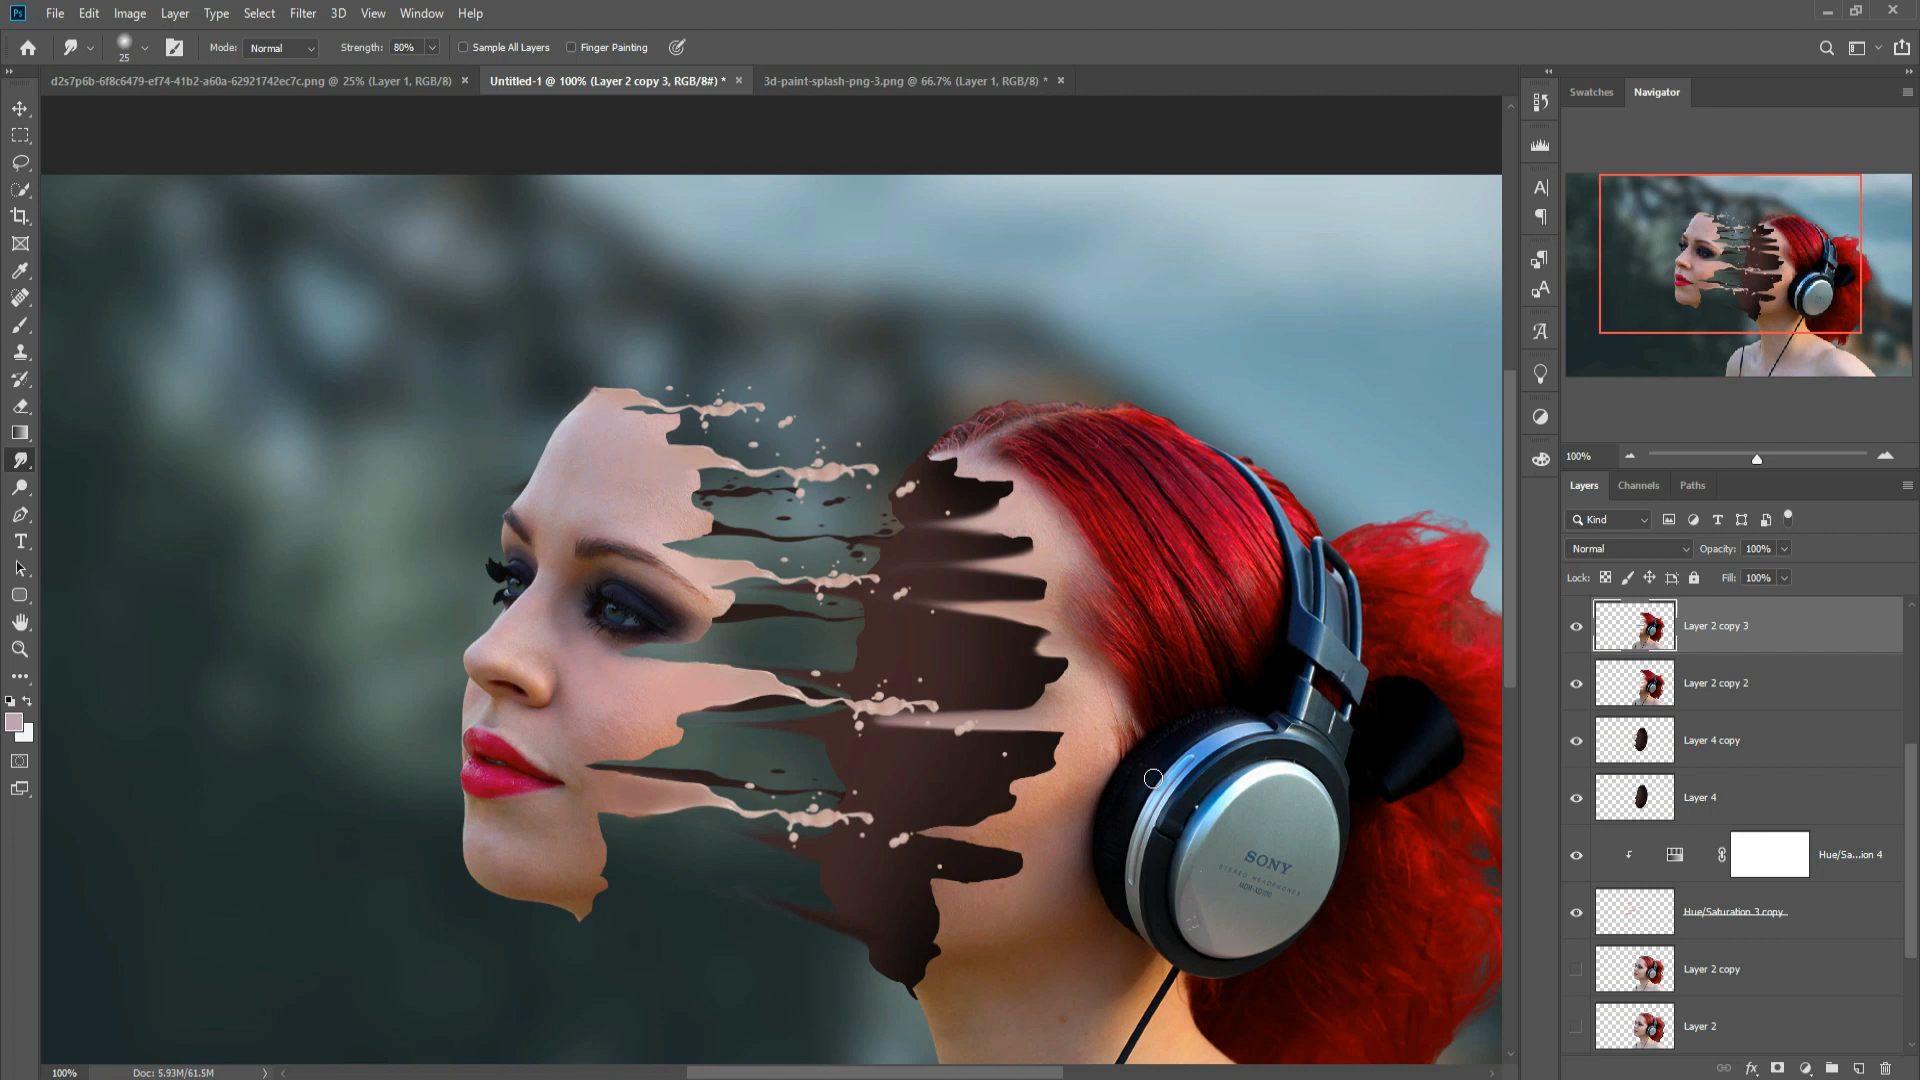 Ps File Edit Image Layer Type Select Filter 3D View Window Help
25 Mode: Normal Strength: 80% Sample All Layers Finger Painting
d2s7p6b-6f8c6479-ef74-41b2-a60a-62921742ec7c.png @ 25% (Layer 1, RGB/8)
Untitled-1 @ 100% (Layer 2 copy 3, RGB/8#) *
3d-paint-splash-png-3.png @ 66.7% (Layer 1, RGB/8) *
Swatches Navigator
100%
Layers Channels Paths
Kind
Normal Opacity: 100%
Lock: Fill: 100%
Layer 2 copy 3
Layer 2 copy 2
Layer 4 copy
Layer 4
Hue/Sa...ion 4
Hue/Saturation 3 copy
Layer 2 copy
Layer 2
SONY
STEREO HEADPHONES
100% Doc: 5.93M/61.5M